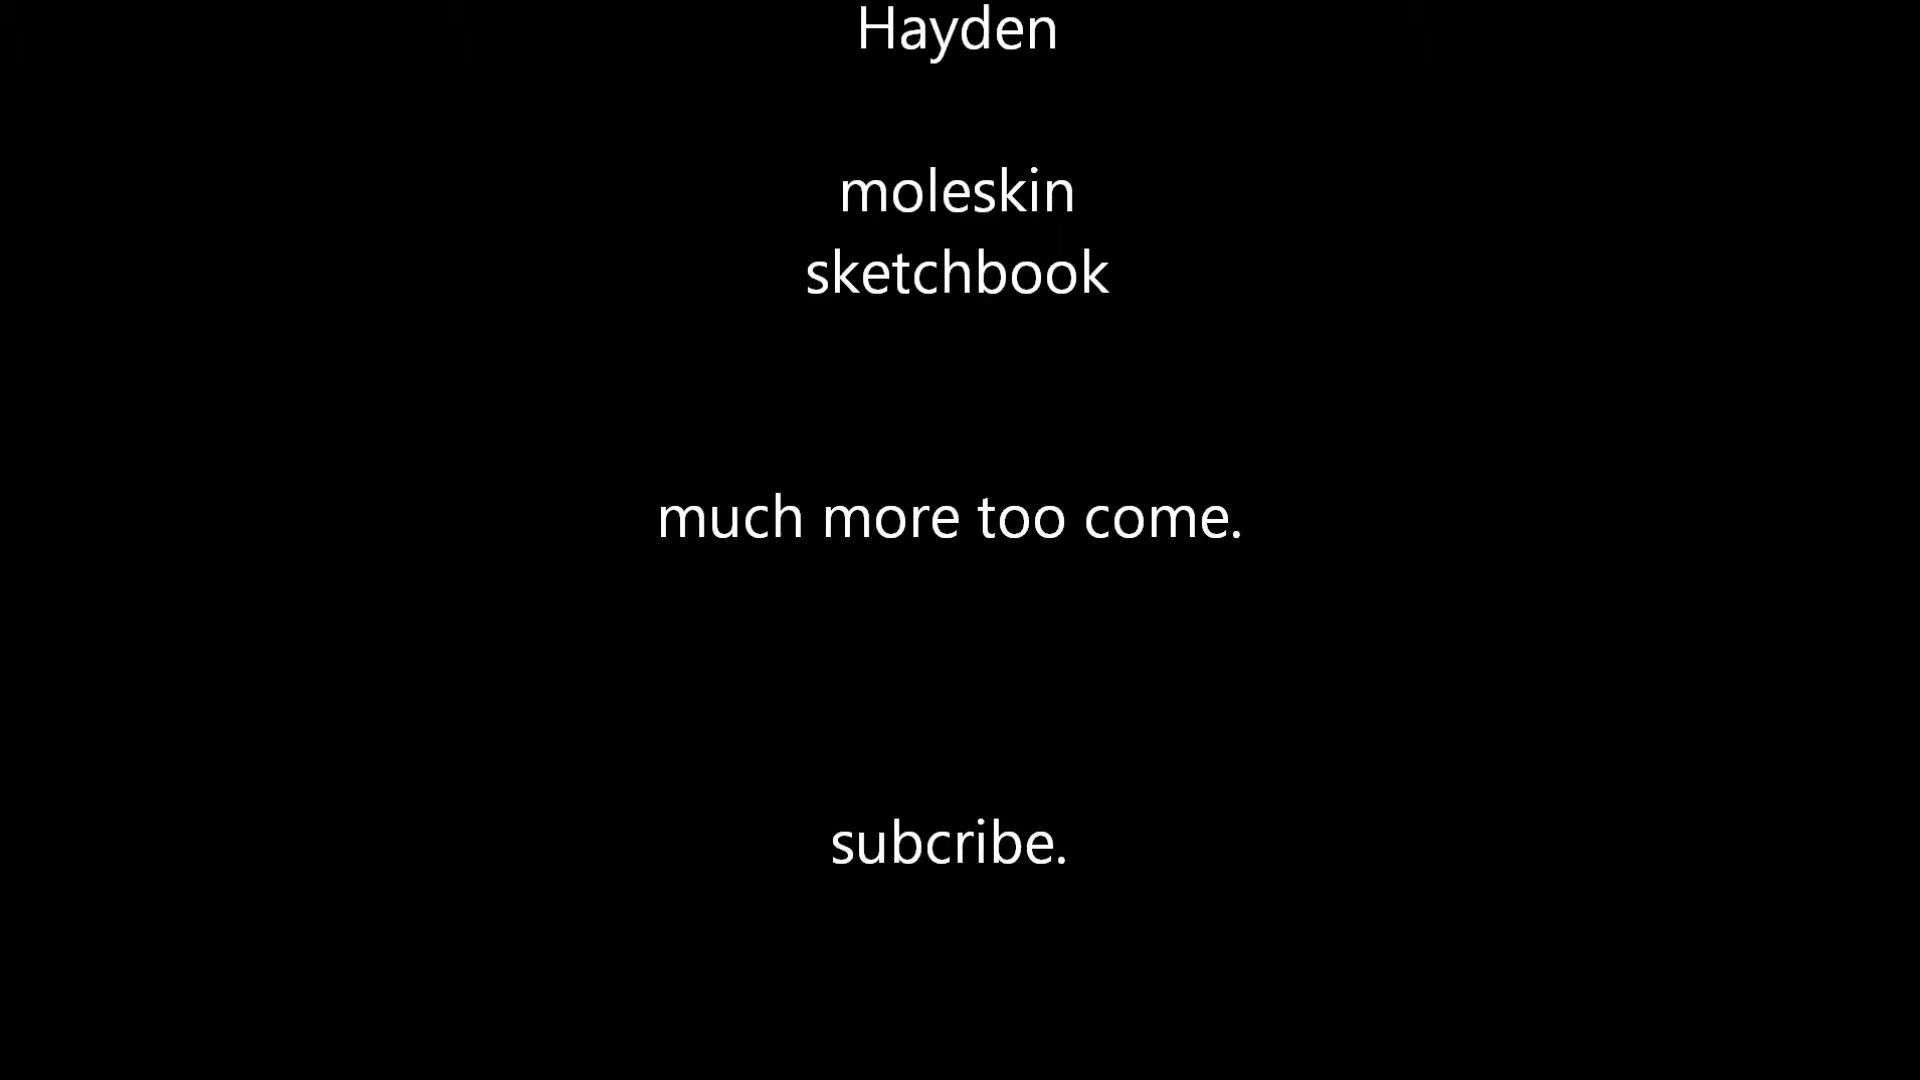 Hayden
moleskin
sketchbook
much more too come.
subcribe.